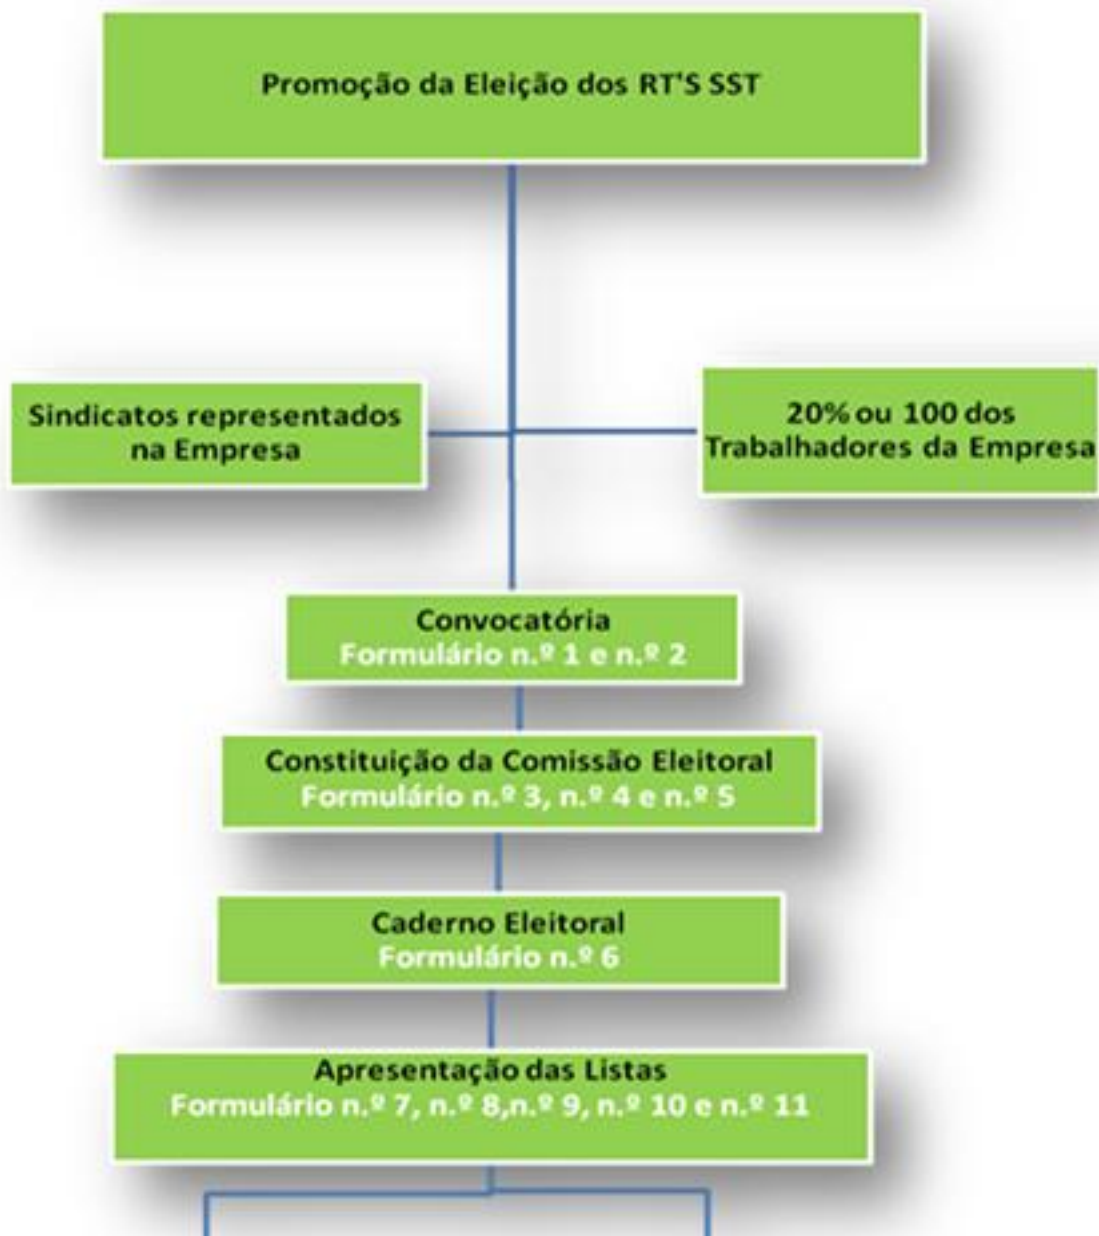 Promoção da Eleição dos RT'S SST
Sindicatos representados
na Empresa
20% ou 100 dos
Trabalhadores da Empresa
Convocatória
Formulário n.º 1 e n.º 2
Constituição da Comissão Eleitoral
Formulário n.º 3, n.º 4 e n.º 5
Caderno Eleitoral
Formulário n.º 6
Apresentação das Listas
Formulário n.º 7, n.º 8,n.º 9, n.º 10 e n.º 11